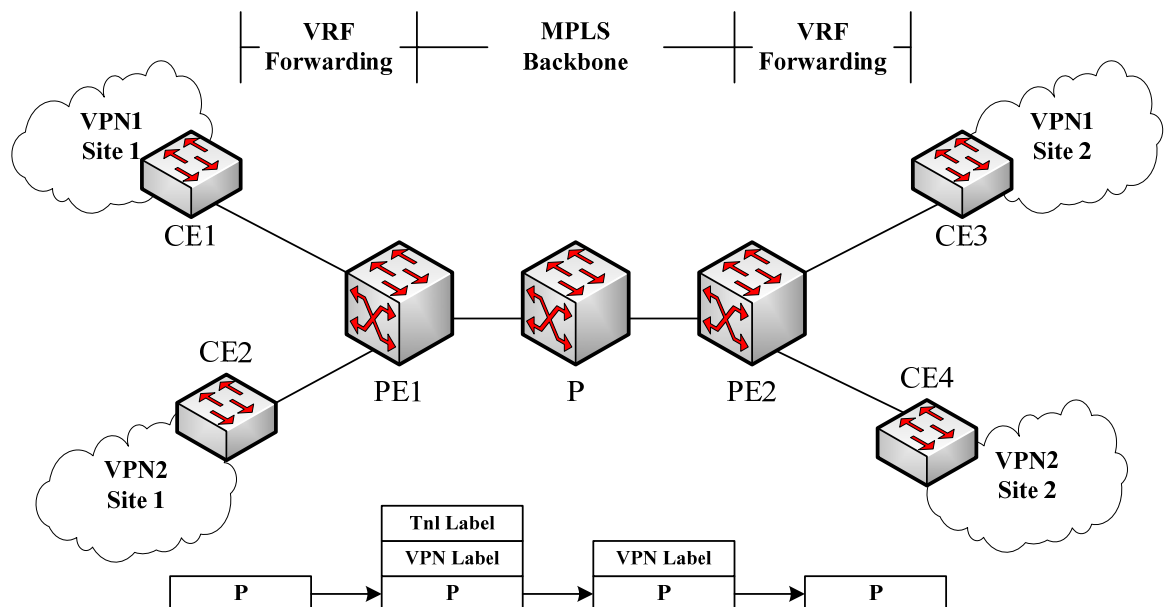 VRF
Forwarding
MPLS
Backbone
VRF
Forwarding
VPN1
Site 1
CE1
VPN1
Site 2
CE3
CE2
PE1
P
PE2
CE4
VPN2
Site 1
VPN2
Site 2
Tnl Label
VPN Label
VPN Label
P
P
P
P